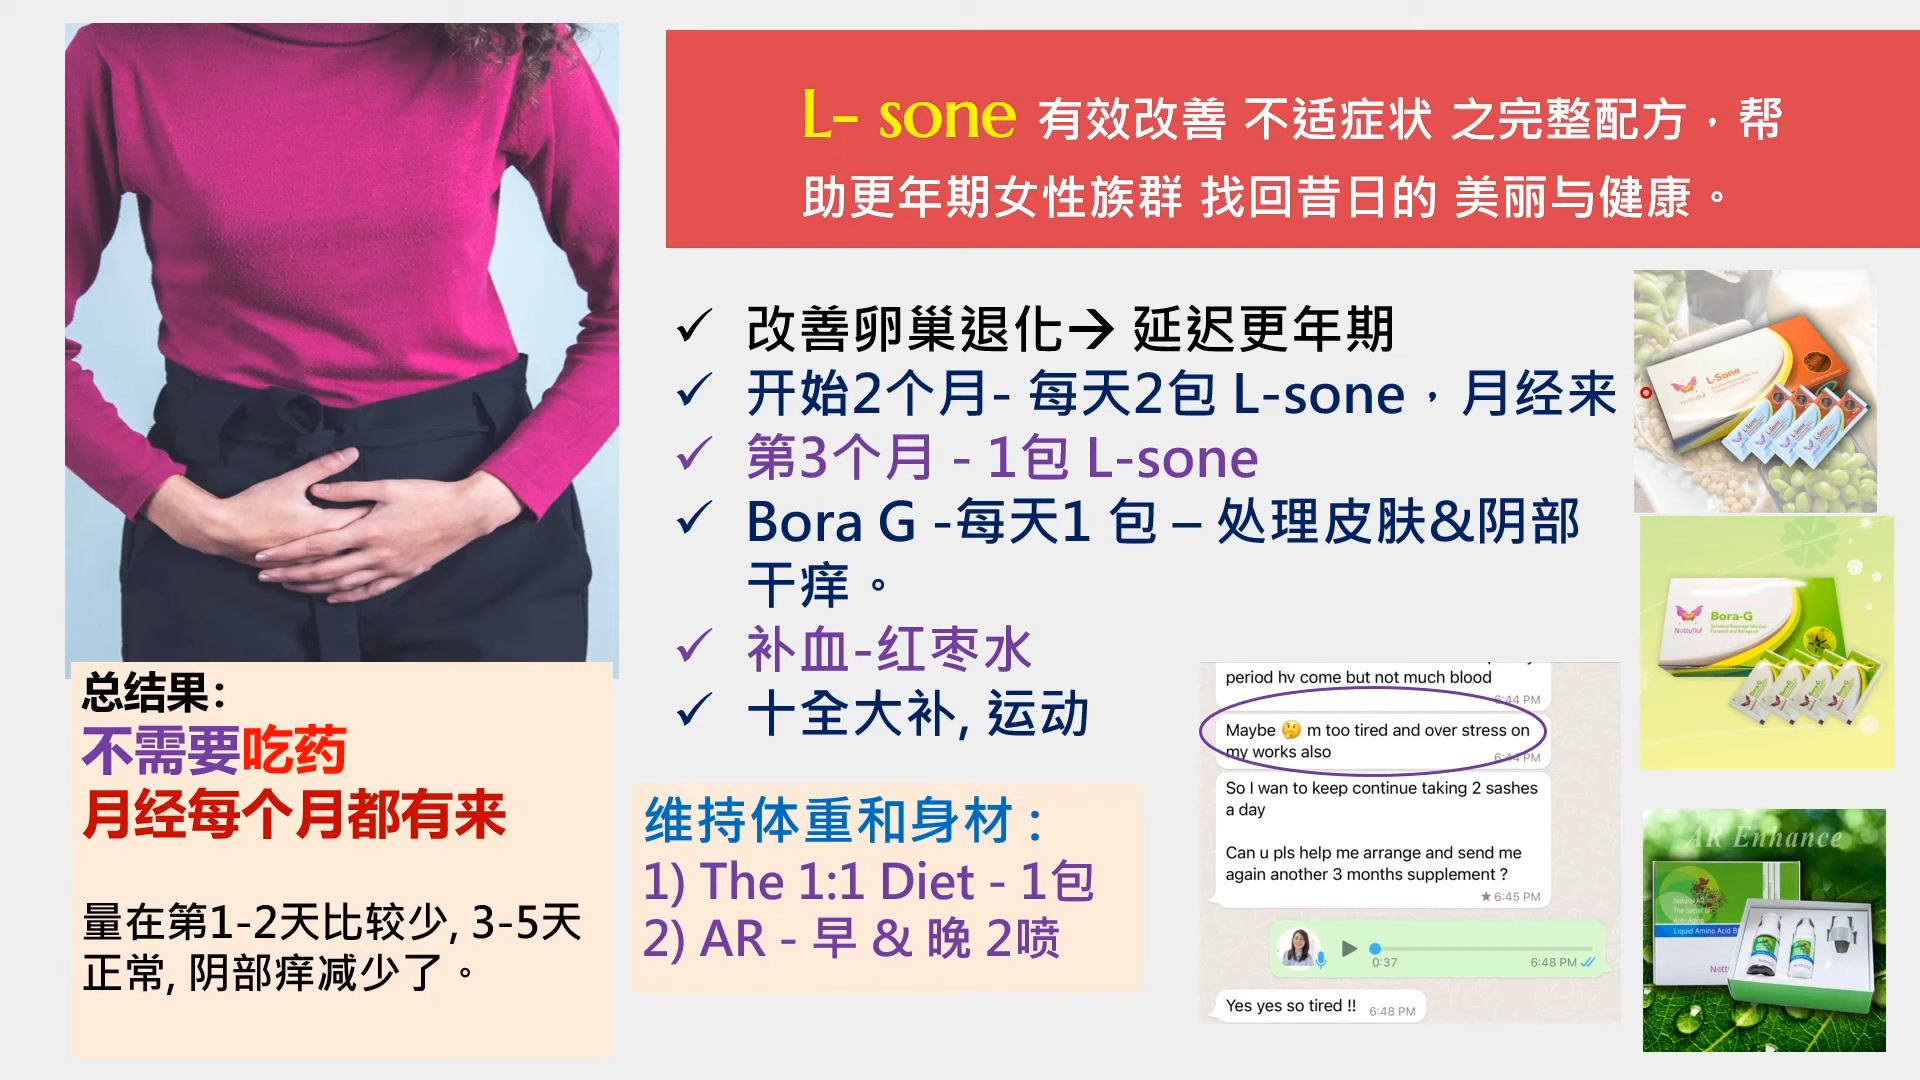 L- sone 有效改善 不适症状 之完整配方，帮
助更年期女性族群 找回昔日的 美丽与健康。
✓ 改善卵巢退化→ 延迟更年期
✓ 开始2个月- 每天2包 L-sone，月经来。
✓ 第3个月 - 1包 L-sone
✓ Bora G -每天1 包 – 处理皮肤&阴部
干痒。
✓ 补血-红枣水
✓ 十全大补, 运动
总结果：
不需要吃药
月经每个月都有来
量在第1-2天比较少, 3-5天
正常, 阴部痒减少了。
维持体重和身材：
1) The 1:1 Diet - 1包
2) AR - 早 & 晚 2喷
period hv come but not much blood
6:44 PM
Maybe 🤔 m too tired and over stress on
my works also
6:44 PM
So I wan to keep continue taking 2 sashes
a day
Can u pls help me arrange and send me
again another 3 months supplement ?
★ 6:45 PM
0:37
6:48 PM
Yes yes so tired !!
6:48 PM
L-Sone
Bora-G
AR Enhance